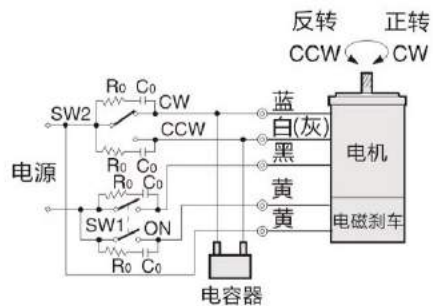 反转 正转
CCW CW
R₀ C₀
SW2 CW
蓝
CCW 白(灰)
黑
R₀ C₀
电机
电源
R₀ C₀
黄
SW1 ON
黄
电磁刹车
R₀ C₀
电容器